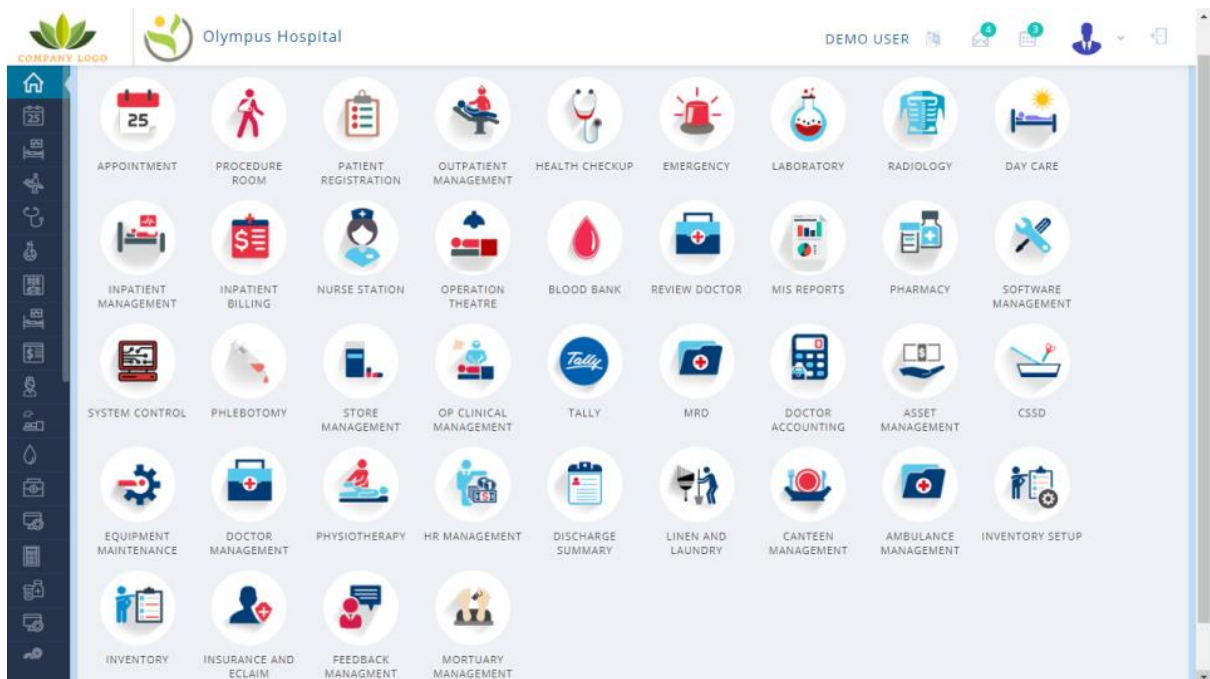 COMPANY LOGO
Olympus Hospital
DEMO USER
4
3
25
25
APPOINTMENT
PROCEDURE
ROOM
PATIENT
REGISTRATION
OUTPATIENT
MANAGEMENT
HEALTH CHECKUP
EMERGENCY
LABORATORY
RADIOLOGY
DAY CARE
INPATIENT
MANAGEMENT
INPATIENT
BILLING
NURSE STATION
OPERATION
THEATRE
BLOOD BANK
REVIEW DOCTOR
MIS REPORTS
PHARMACY
SOFTWARE
MANAGEMENT
Tally
SYSTEM CONTROL
PHLEBOTOMY
STORE
MANAGEMENT
OP CLINICAL
MANAGEMENT
TALLY
MRD
DOCTOR
ACCOUNTING
ASSET
MANAGEMENT
CSSD
EQUIPMENT
MAINTENANCE
DOCTOR
MANAGEMENT
PHYSIOTHERAPY
HR MANAGEMENT
DISCHARGE
SUMMARY
LINEN AND
LAUNDRY
CANTEEN
MANAGEMENT
AMBULANCE
MANAGEMENT
INVENTORY SETUP
INVENTORY
INSURANCE AND
ECLAIM
FEEDBACK
MANAGMENT
MORTUARY
MANAGEMENT